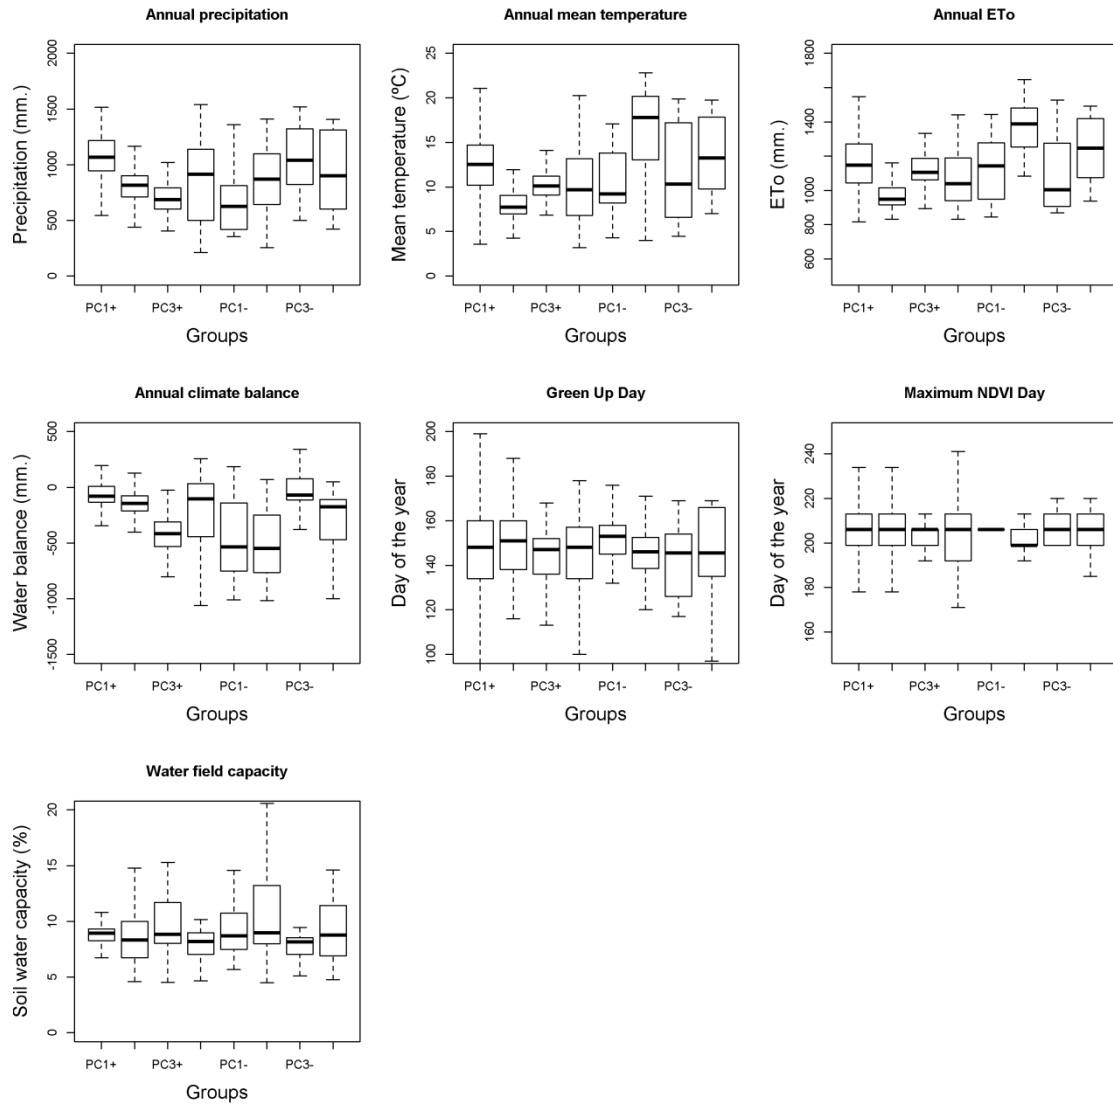 Annual precipitation
Precipitation (mm.)
2000
1500
1000
500
0
PC1+ PC3+ PC1- PC3-
Groups
Annual mean temperature
Mean temperature (ºC)
25
20
15
10
5
0
PC1+ PC3+ PC1- PC3-
Groups
Annual ETo
ETo (mm.)
1800
1400
1000
800
600
PC1+ PC3+ PC1- PC3-
Groups
Annual climate balance
Water balance (mm.)
500
0
-500
-1000
-1500
PC1+ PC3+ PC1- PC3-
Groups
Green Up Day
Day of the year
200
180
160
140
120
100
PC1+ PC3+ PC1- PC3-
Groups
Maximum NDVI Day
Day of the year
240
220
200
180
160
PC1+ PC3+ PC1- PC3-
Groups
Water field capacity
Soil water capacity (%)
20
15
10
5
0
PC1+ PC3+ PC1- PC3-
Groups